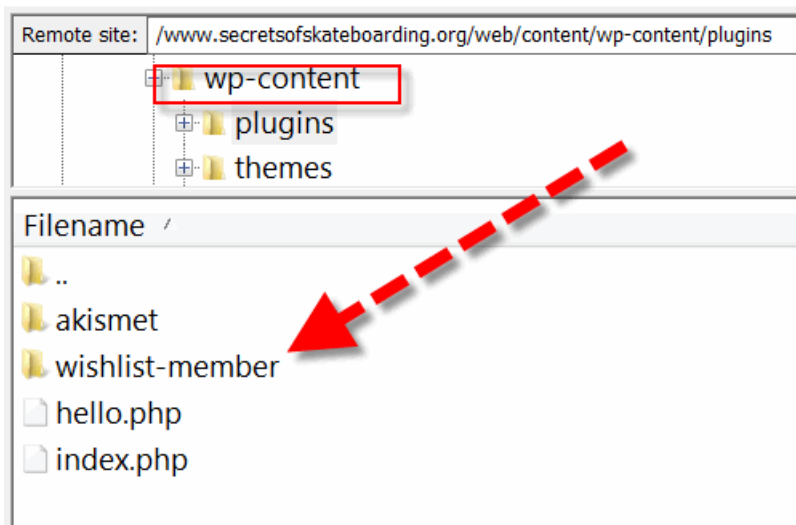 Remote site: /www.secretsofskateboarding.org/web/content/wp-content/plugins
wp-content
plugins
themes
Filename
..
akismet
wishlist-member
hello.php
index.php